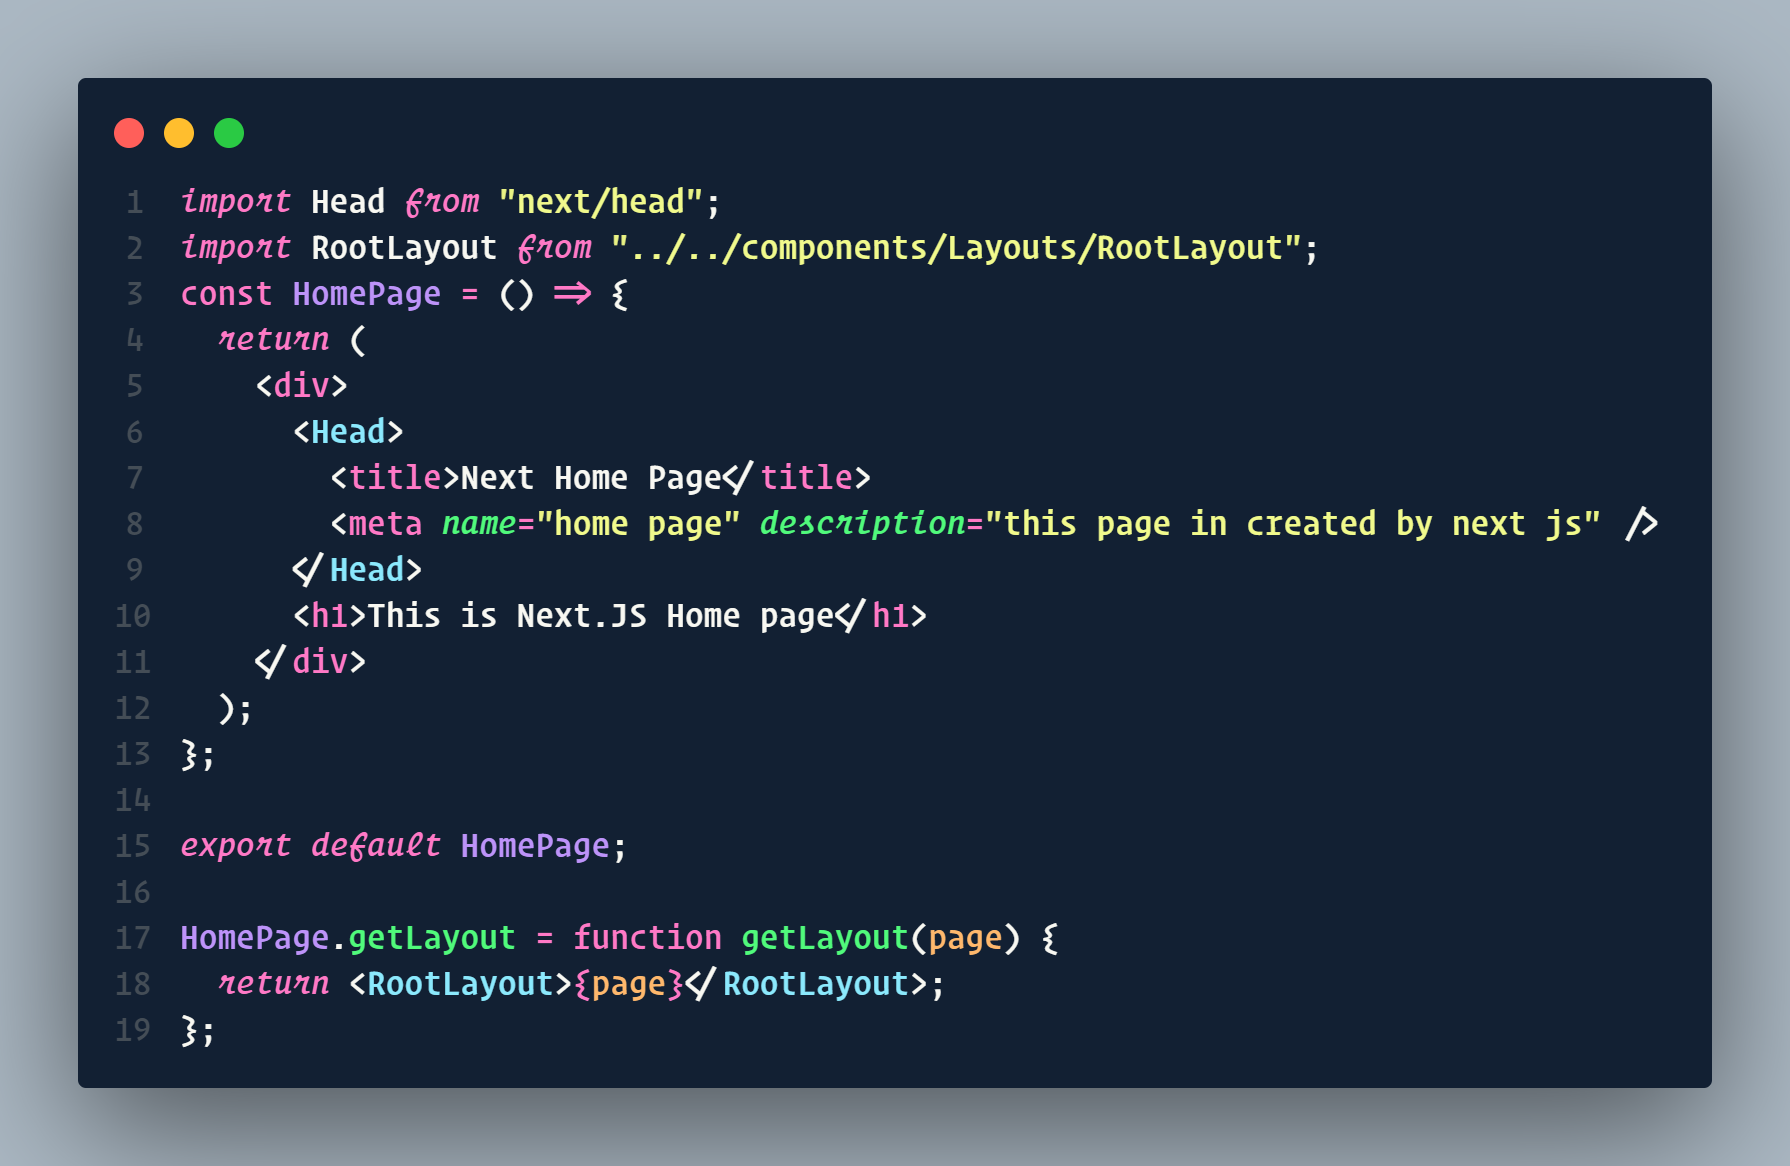 1 import Head from "next/head";
2 import RootLayout from "../../components/Layouts/RootLayout";
3 const HomePage = () => {
4   return (
5     <div>
6       <Head>
7         <title>Next Home Page</title>
8         <meta name="home page" description="this page in created by next js" />
9       </Head>
10       <h1>This is Next.JS Home page</h1>
11     </div>
12   );
13 };
14
15 export default HomePage;
16
17 HomePage.getLayout = function getLayout(page) {
18   return <RootLayout>{page}</RootLayout>;
19 };